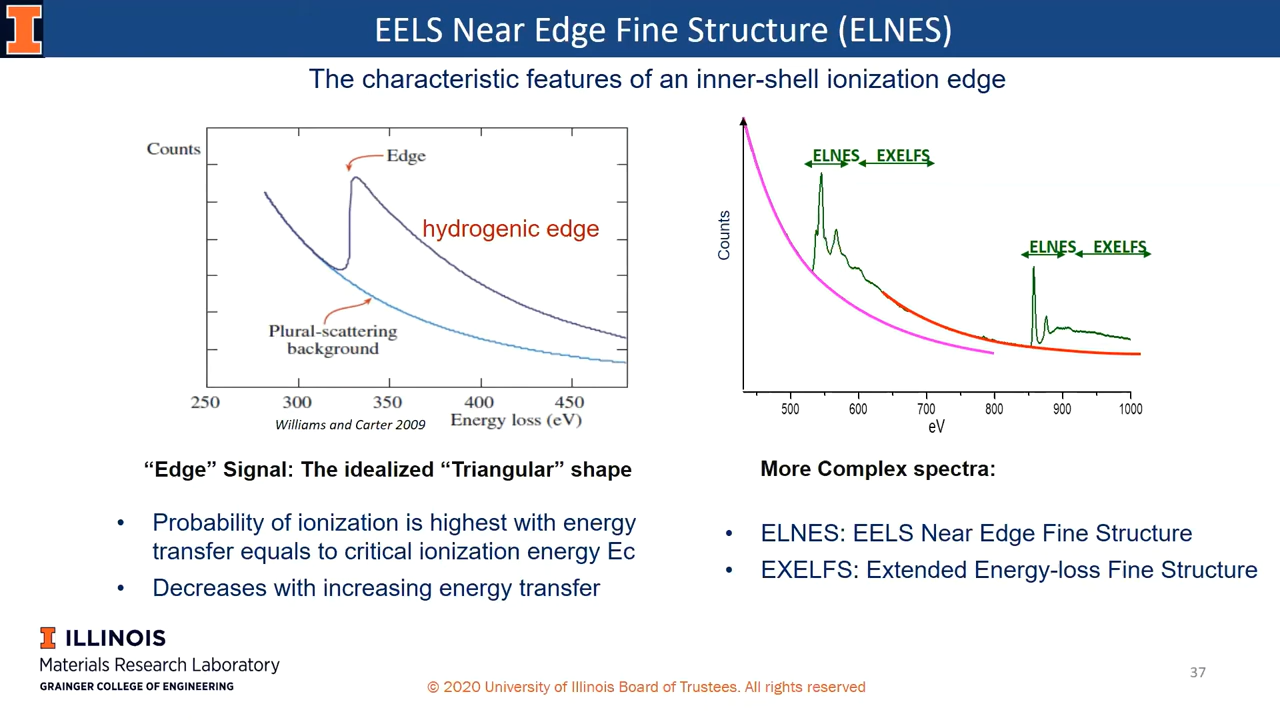 EELS Near Edge Fine Structure (ELNES)
The characteristic features of an inner-shell ionization edge
Counts
Edge
hydrogenic edge
Plural-scattering
background
250 300 350 400 450
Williams and Carter 2009
Energy loss (eV)
ELNES EXELFS
ELNES EXELFS
Counts
500 600 700 800 900 1000
eV
“Edge” Signal: The idealized “Triangular” shape
• Probability of ionization is highest with energy
transfer equals to critical ionization energy Ec
• Decreases with increasing energy transfer
More Complex spectra:
• ELNES: EELS Near Edge Fine Structure
• EXELFS: Extended Energy-loss Fine Structure
I ILLINOIS
Materials Research Laboratory
GRAINGER COLLEGE OF ENGINEERING
© 2020 University of Illinois Board of Trustees. All rights reserved
37